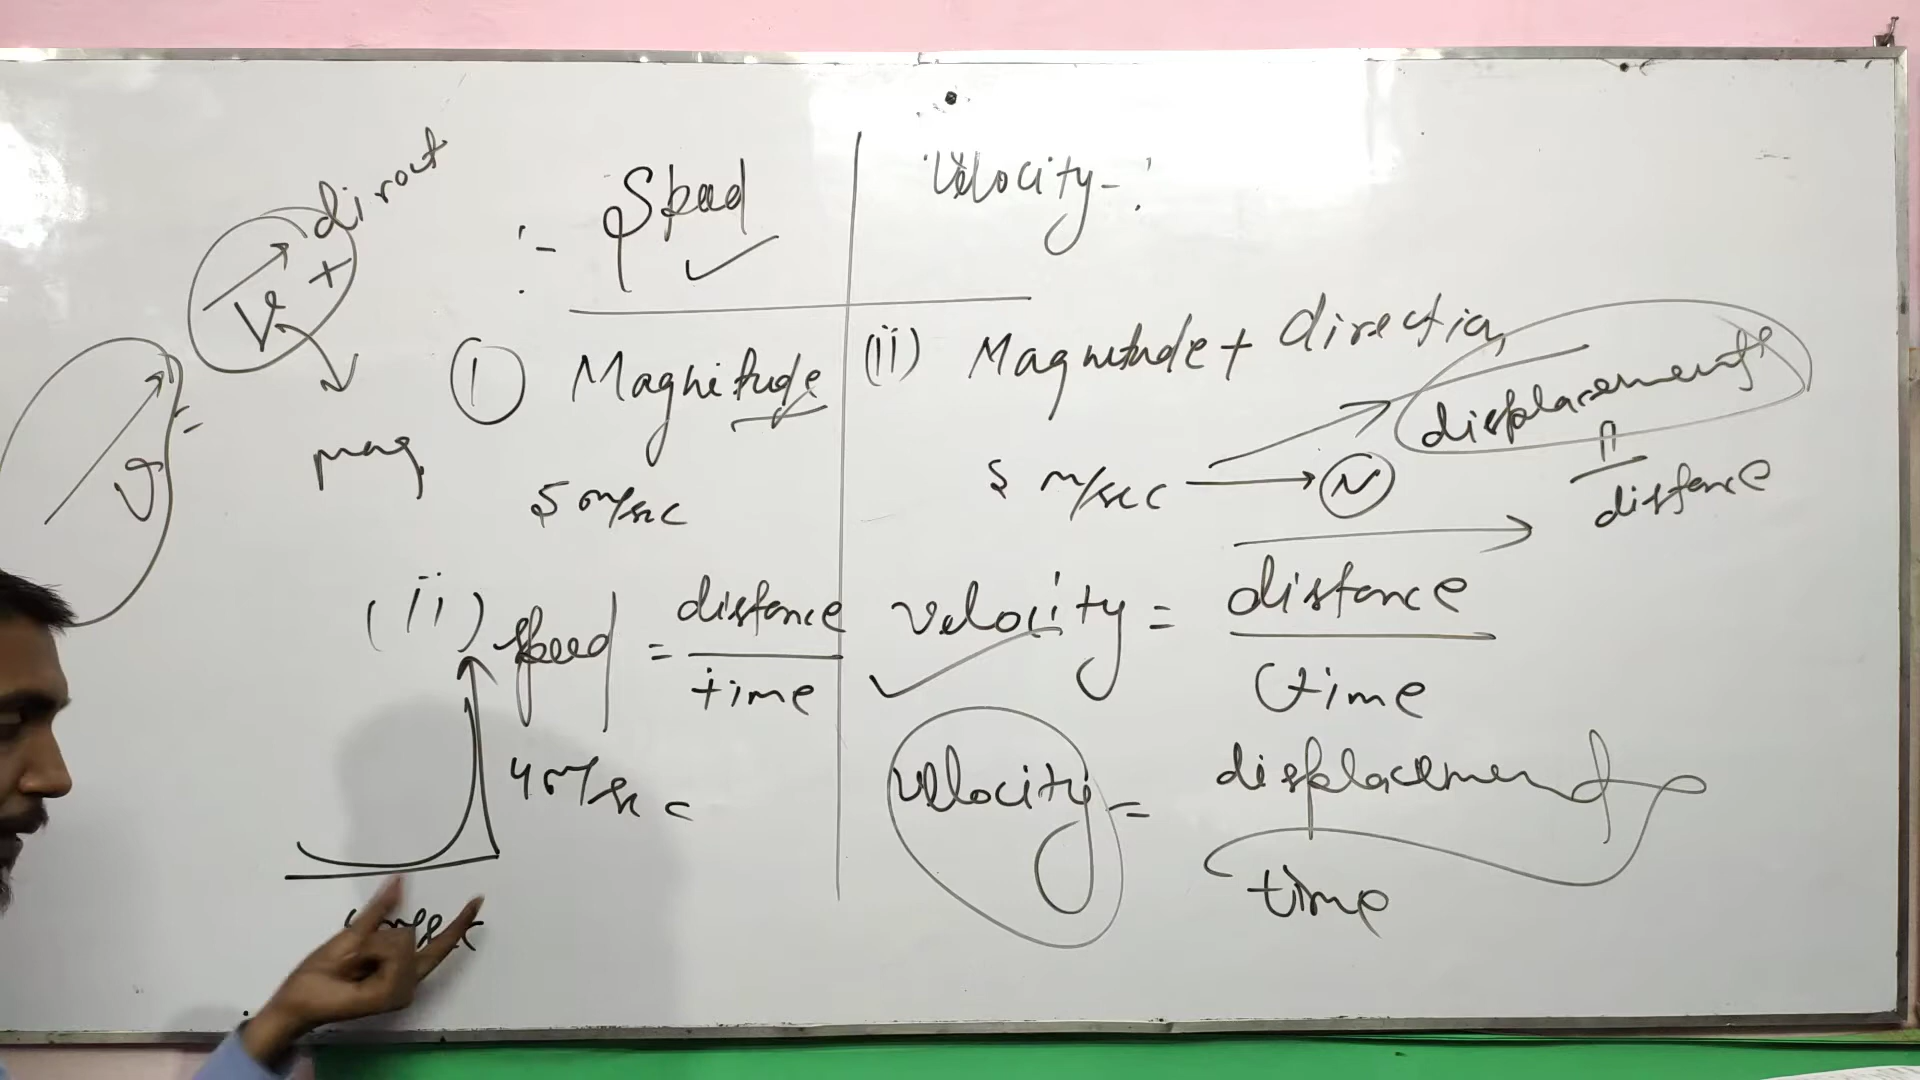 :- Speed
Velocity-:
direct
V +
mag
v
① Magnitude
(ii) Magnitude + direction
displacement
distance
5 m/sec
5 m/sec → N
(ii) speed = distance / time
velocity = distance / time
4 m/sec
velocity = displacement / time